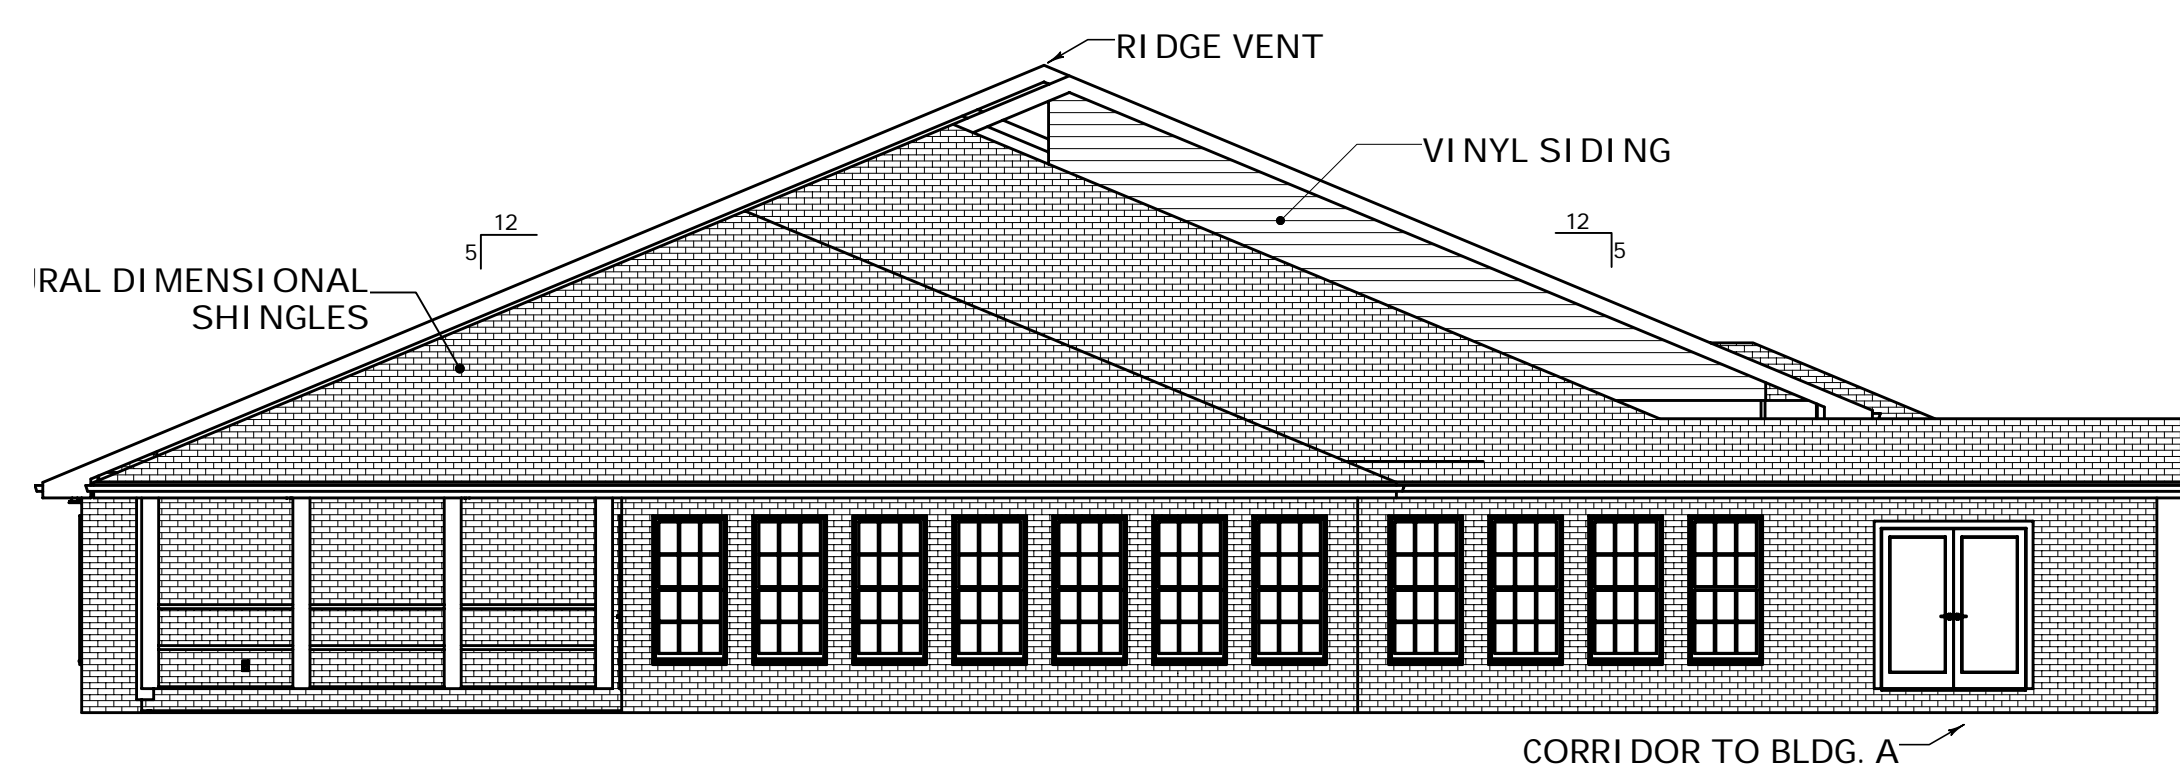 RIDGE VENT
VINYL SIDING
12
5
12
5
RAL DIMENSIONAL
SHINGLES
CORRIDOR TO BLDG. A